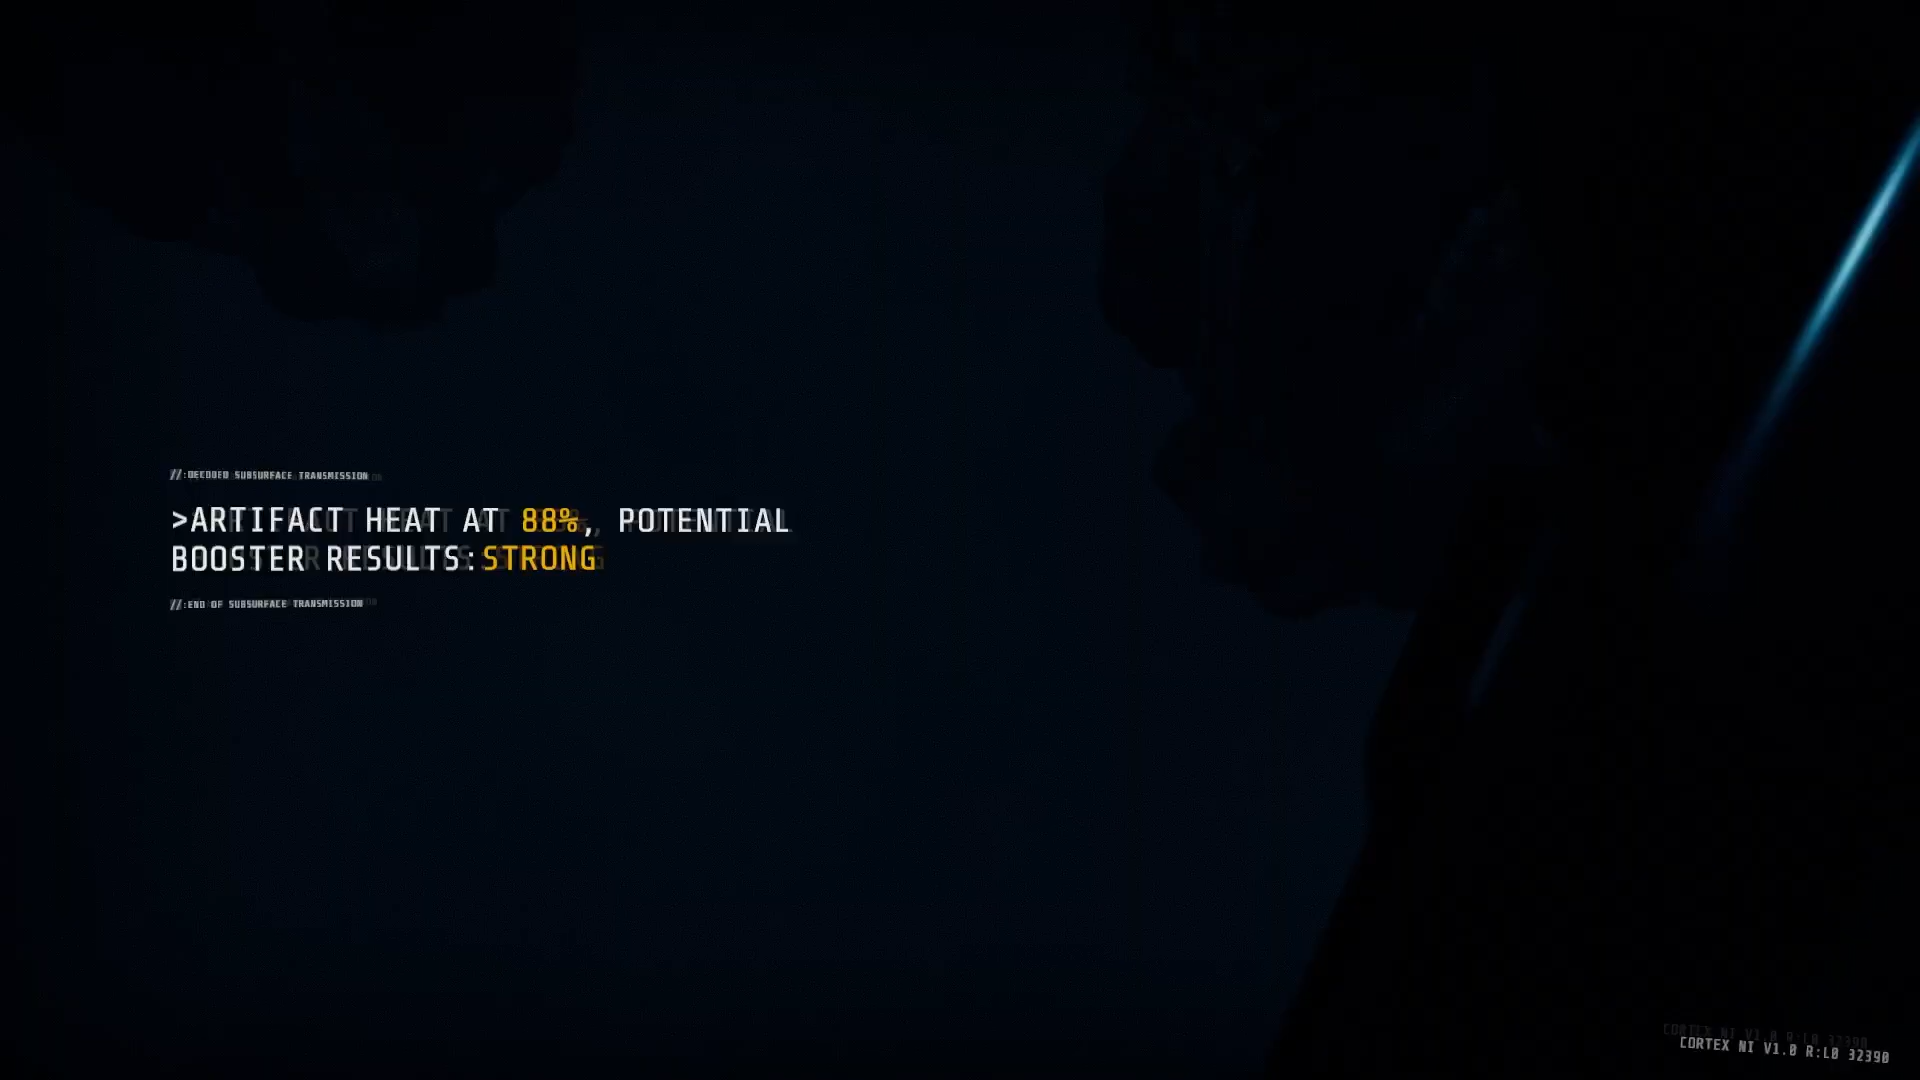 //:DECODED SUBSURFACE TRANSMISSION
>ARTIFACT HEAT AT 88%, POTENTIAL
BOOSTER RESULTS:STRONG
//:END OF SUBSURFACE TRANSMISSION
CORTEX NI V1.0 R:L0 32390